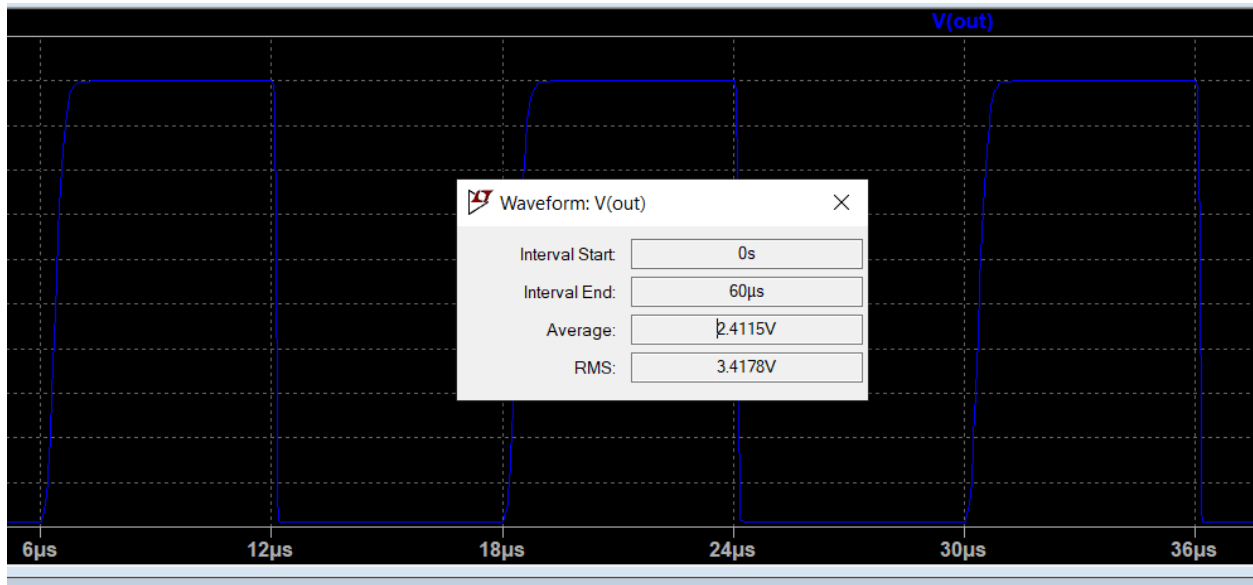 V(out)
Waveform: V(out)
Interval Start: 0s
Interval End: 60µs
Average: 2.4115V
RMS: 3.4178V
6µs 12µs 18µs 24µs 30µs 36µs